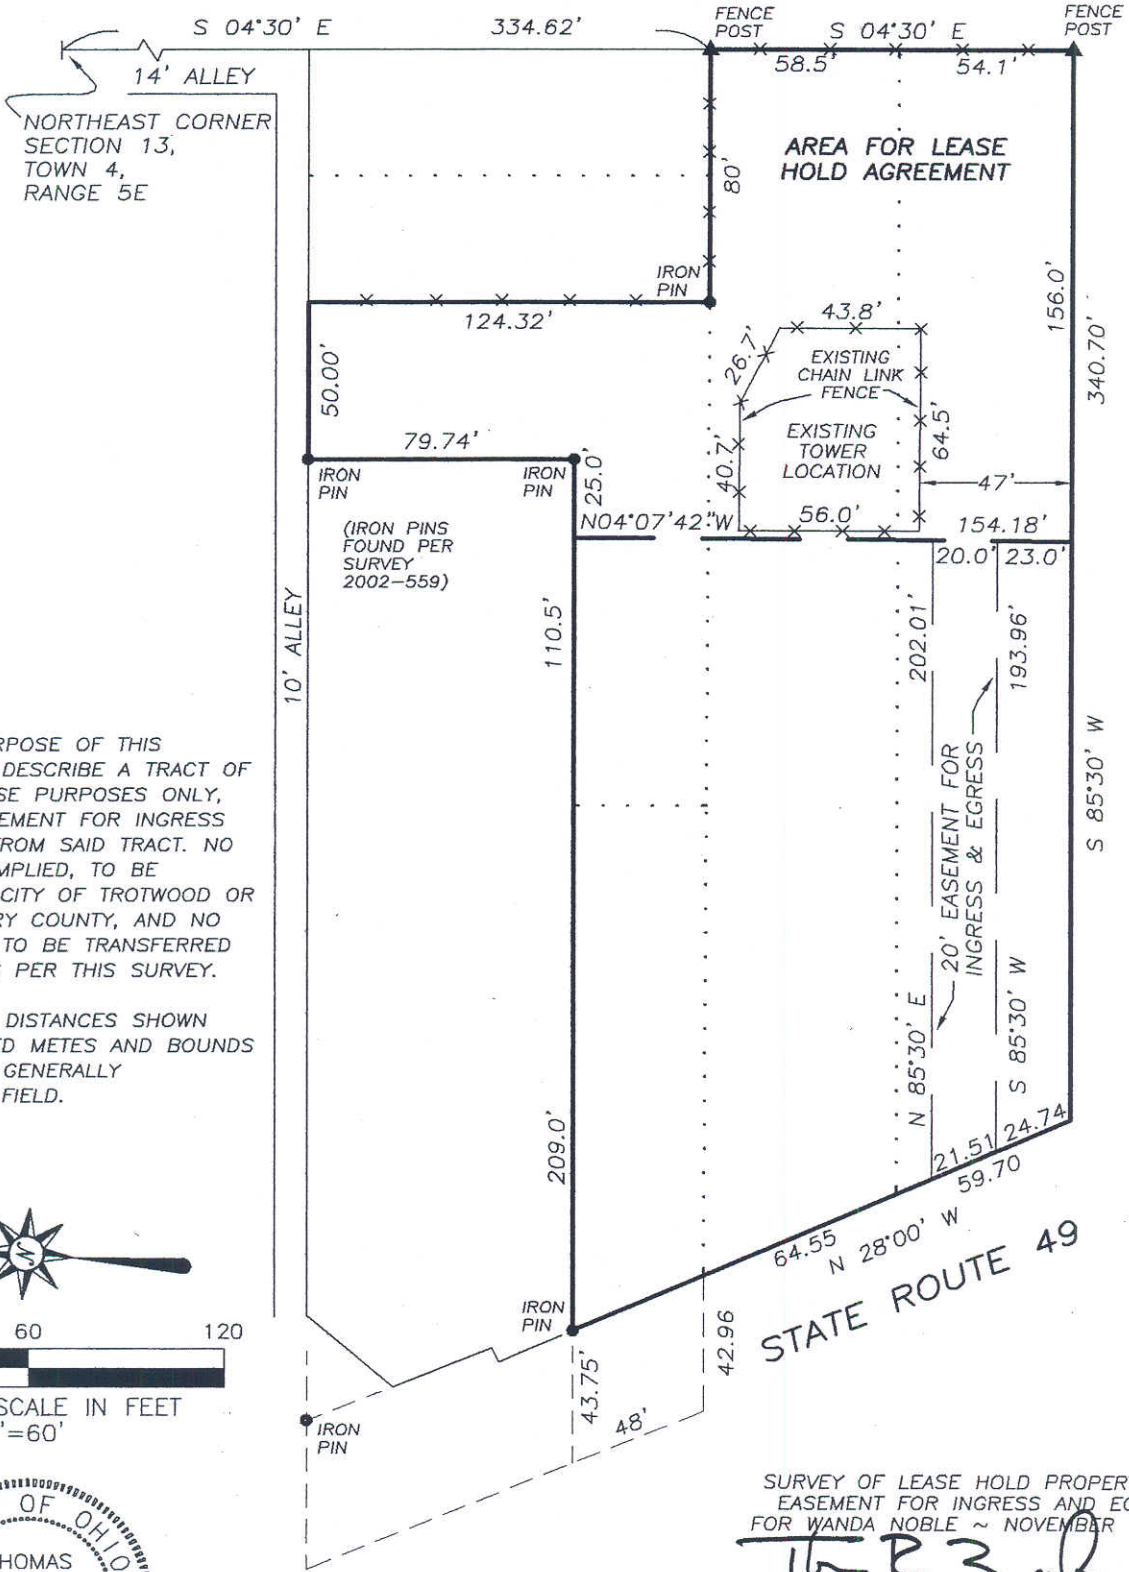 S 04°30' E
334.62'
FENCE
POST
S 04°30' E
FENCE
POST
58.5'
54.1'
14' ALLEY
NORTHEAST CORNER
SECTION 13,
TOWN 4,
RANGE 5E
AREA FOR LEASE
HOLD AGREEMENT
80'
IRON
PIN
124.32'
156.0'
340.70'
50.00'
43.8'
26.7'
EXISTING
CHAIN LINK
FENCE
79.74'
EXISTING
TOWER
LOCATION
64.5'
40.7'
IRON
PIN
IRON
PIN
25.0'
47'
(IRON PINS
FOUND PER
SURVEY
2002-559)
N04°07'42"W
56.0'
154.18'
20.0'
23.0'
10' ALLEY
110.5'
202.01'
193.96'
RPOSE OF THIS
DESCRIBE A TRACT OF
SE PURPOSES ONLY,
EMENT FOR INGRESS
FROM SAID TRACT. NO
MPLIED, TO BE
CITY OF TROTWOOD OR
RY COUNTY, AND NO
TO BE TRANSFERRED
PER THIS SURVEY.
DISTANCES SHOWN
ED METES AND BOUNDS
GENERALLY
FIELD.
20' EASEMENT FOR
INGRESS & EGRESS
S 85°30' W
N 85°30' E
S 85°30' W
209.0'
21.51
24.74
59.70
64.55
N 28°00' W
STATE ROUTE 49
N
IRON
PIN
60
120
SCALE IN FEET
'=60'
43.75'
42.96
48'
IRON
PIN
OF OHIO
HOMAS
SURVEY OF LEASE HOLD PROPER
EASEMENT FOR INGRESS AND EG
FOR WANDA NOBLE ~ NOVEMBER